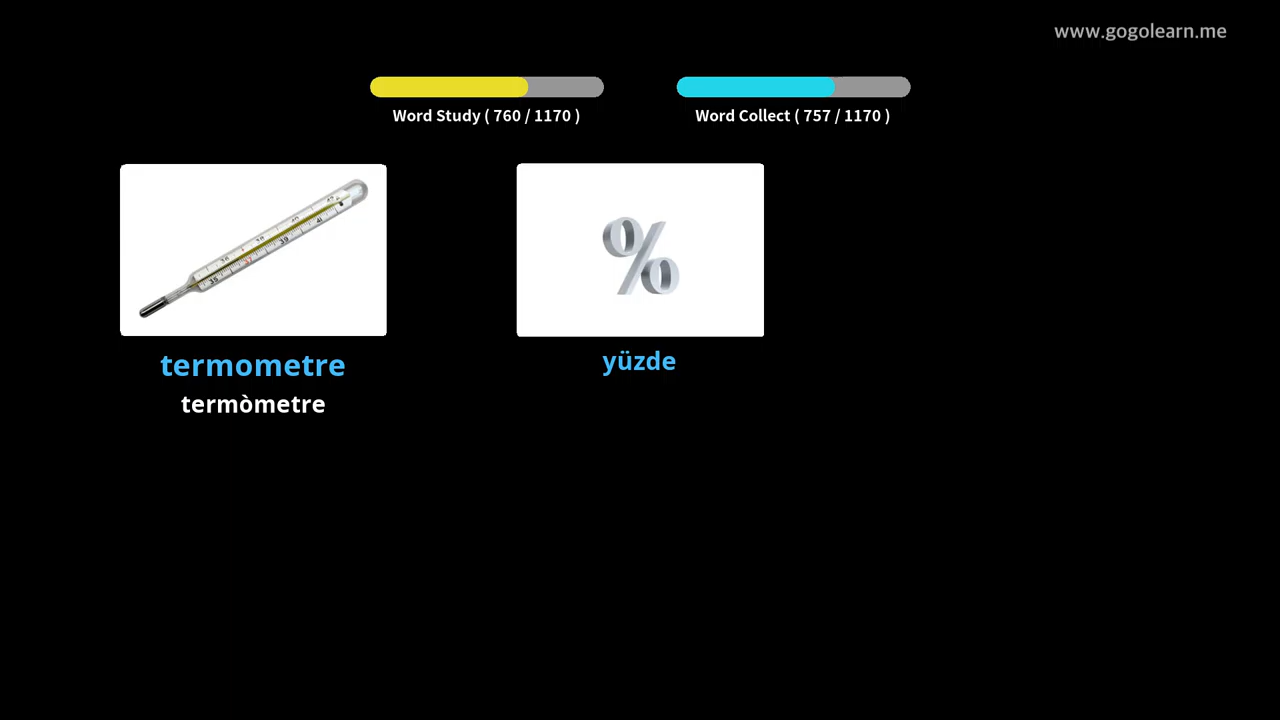 www.gogolearn.me
Word Study ( 760 / 1170 )
Word Collect ( 757 / 1170 )
%
termometre
yüzde
termòmetre